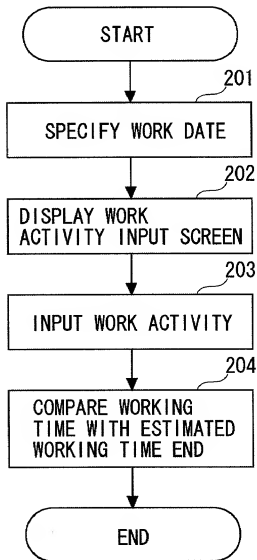 START
201
SPECIFY WORK DATE
202
DISPLAY WORK
ACTIVITY INPUT SCREEN
203
INPUT WORK ACTIVITY
204
COMPARE WORKING
TIME WITH ESTIMATED
WORKING TIME END
END